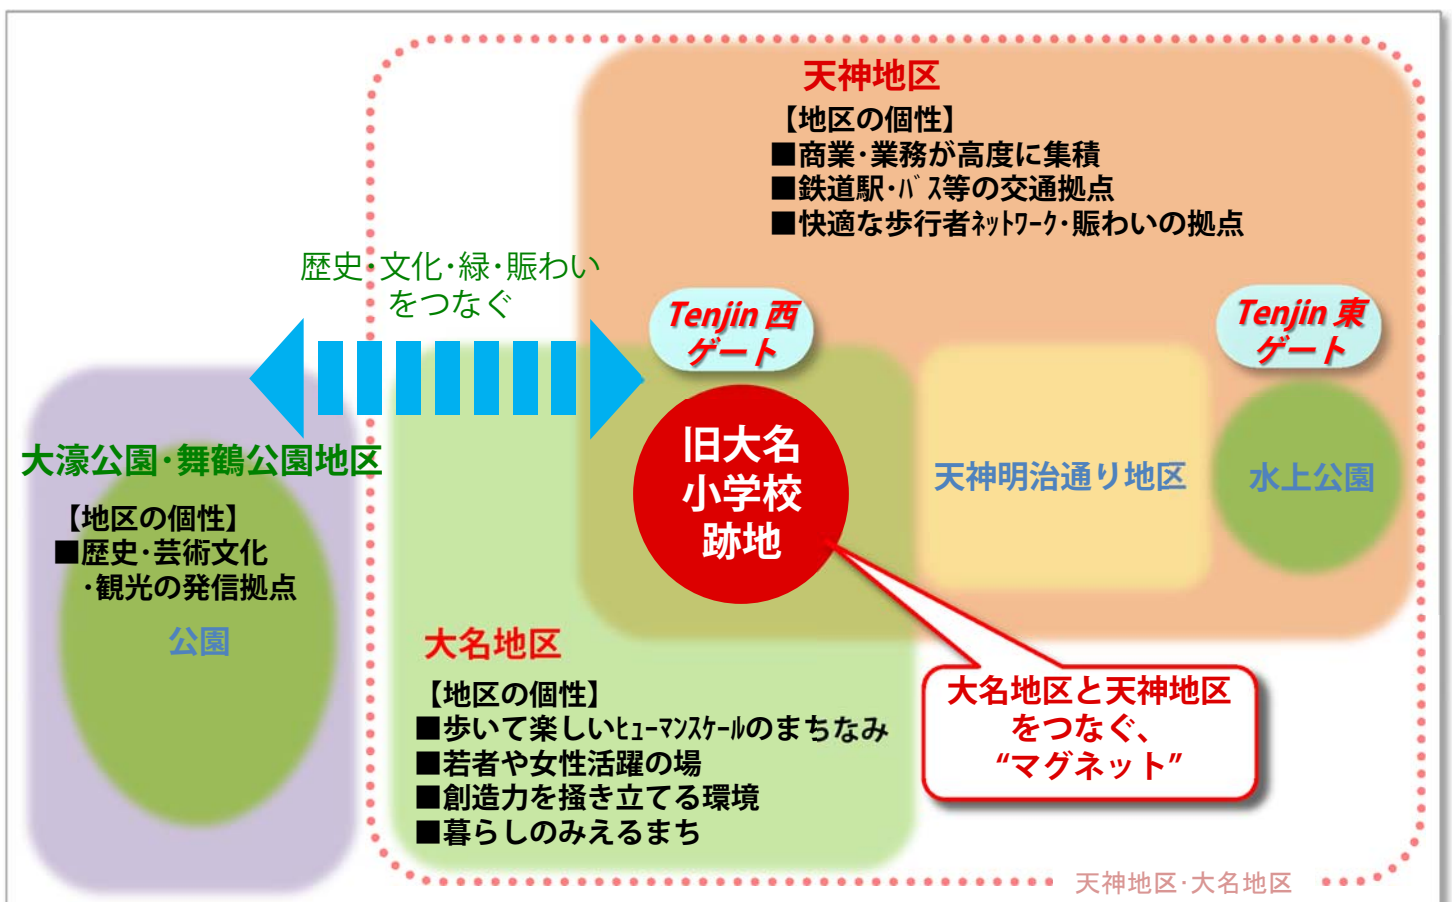 天神地区
【地区の個性】
■商業･業務が高度に集積
■鉄道駅･ﾊﾞｽ等の交通拠点
■快適な歩行者ﾈｯﾄﾜｰｸ･賑わいの拠点
歴史･文化･緑･賑わい
をつなぐ
Tenjin 西
ゲート
Tenjin 東
ゲート
旧大名
小学校
跡地
天神明治通り地区
水上公園
大濠公園･舞鶴公園地区
【地区の個性】
■歴史･芸術文化
･観光の発信拠点
公園
大名地区
【地区の個性】
■歩いて楽しいﾋｭｰﾏﾝｽｹｰﾙのまちなみ
■若者や女性活躍の場
■創造力を掻き立てる環境
■暮らしのみえるまち
大名地区と天神地区
をつなぐ、
“マグネット”
天神地区･大名地区